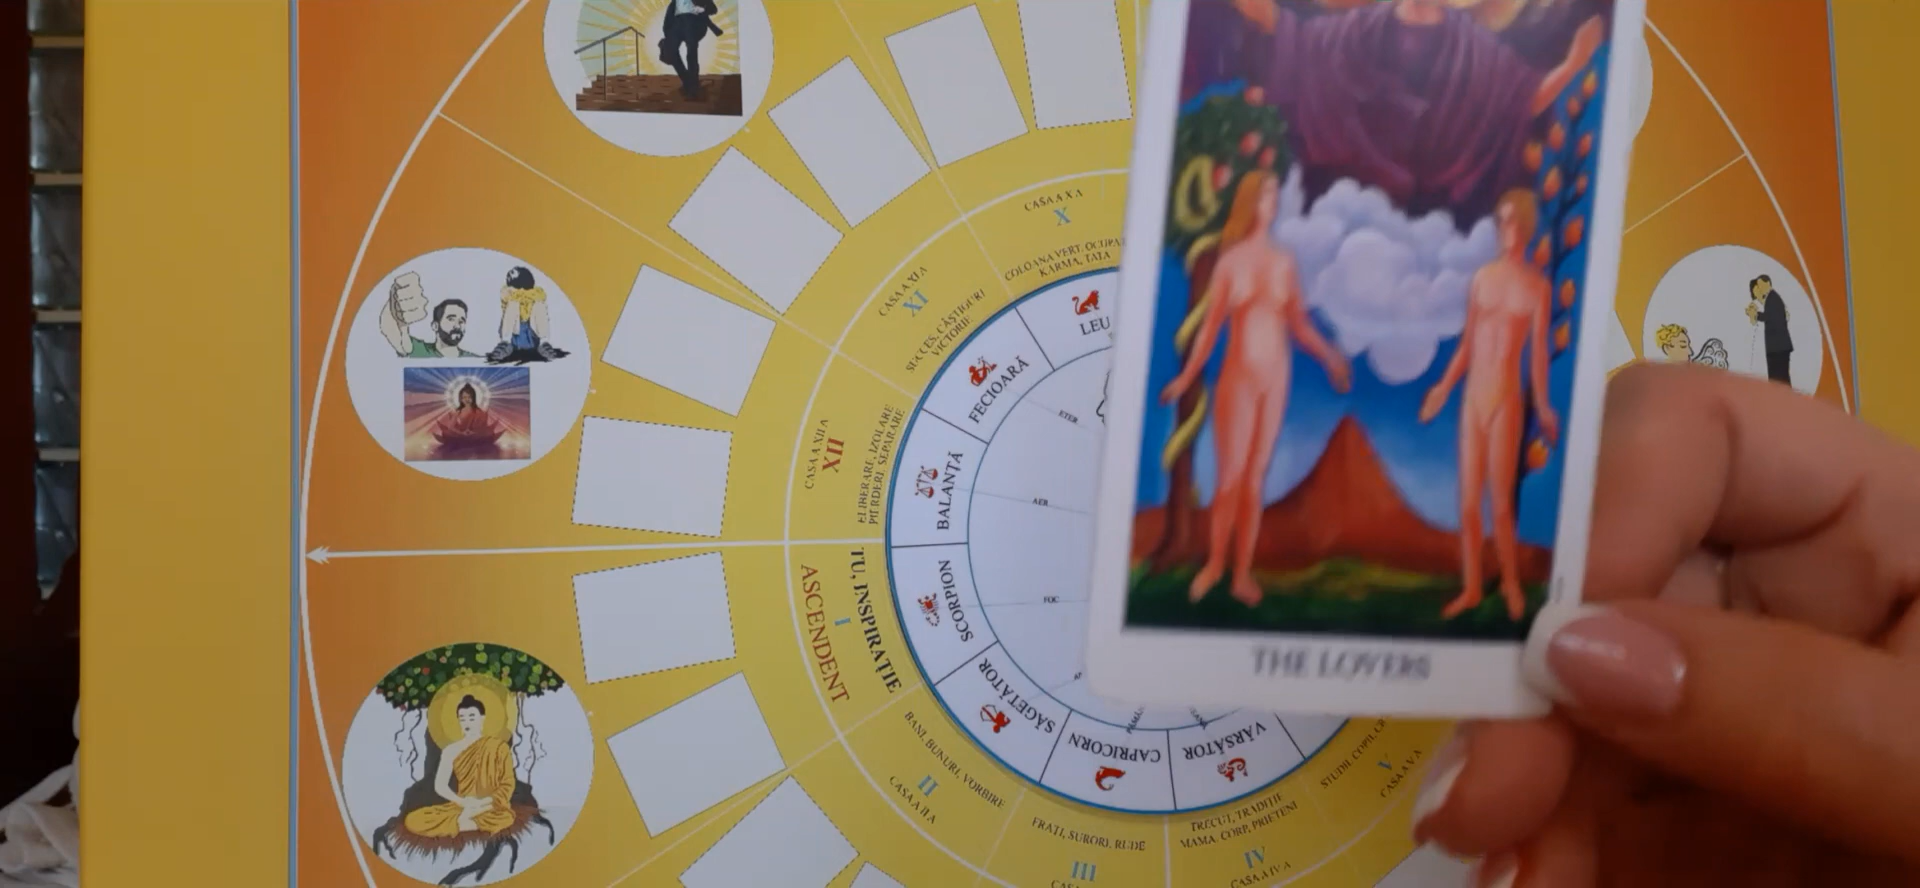 CASA A X A
X
COLOANA VERT, OCUPA
KARMA, TATA
CASA A XI A
XI
SUCCES, CÂȘTIGURI
VICTORIE
CASA A XII A
XII
ELIBERARE, IZOLARE
PIERDERI, SEPARARE
TU, INSPIRAȚIE
I
ASCENDENT
BANI, BUNURI, VORBIRE
II
CASA A II A
FRAȚI, SURORI, RUDE
III
TRECUT, TRADIȚIE
MAMA, CORP, PRIETENI
IV
CASA A IV A
STUDII, COPII,
V
CASA A V A
LEU
FECIOARĂ
BALANȚĂ
SCORPION
SĂGETĂTOR
CAPRICORN
VĂRSĂTOR
ETER
AER
FOC
THE LOVERS